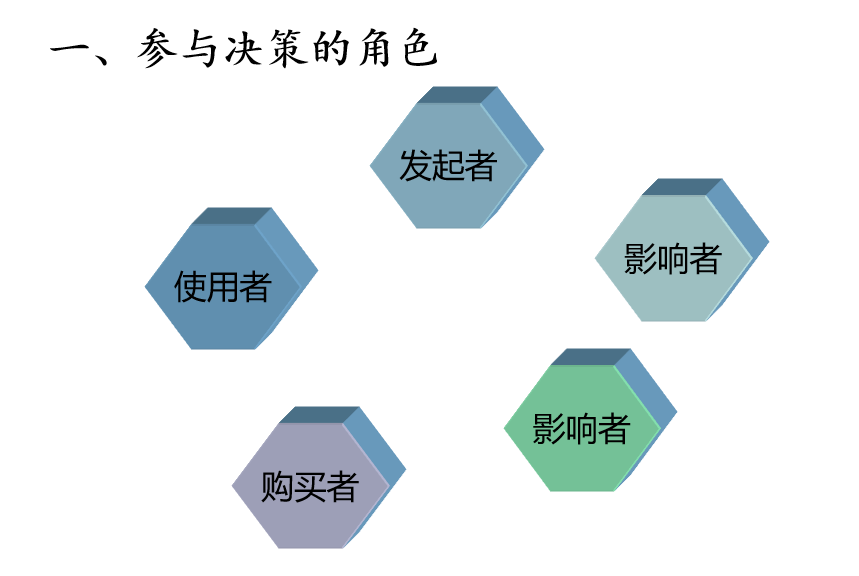 一、参与决策的角色
发起者
影响者
使用者
影响者
购买者